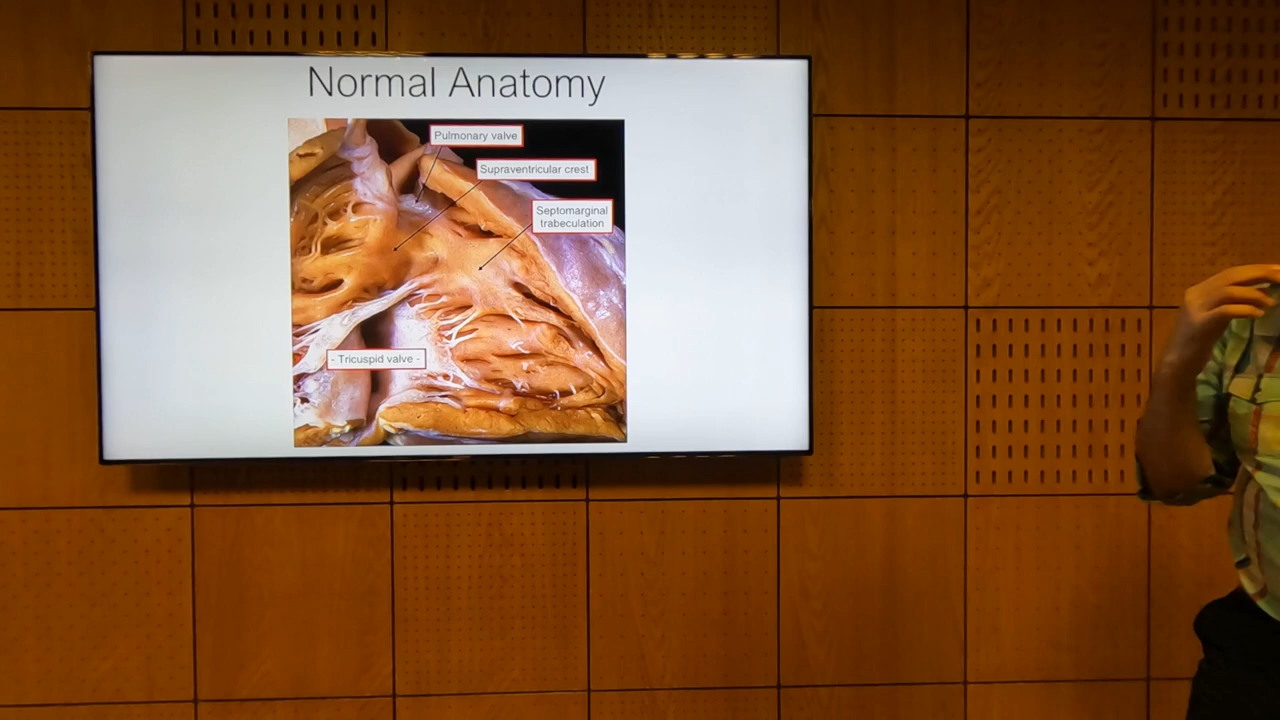 Normal Anatomy
Pulmonary valve
Supraventricular crest
Septomarginal
trabeculation
- Tricuspid valve -